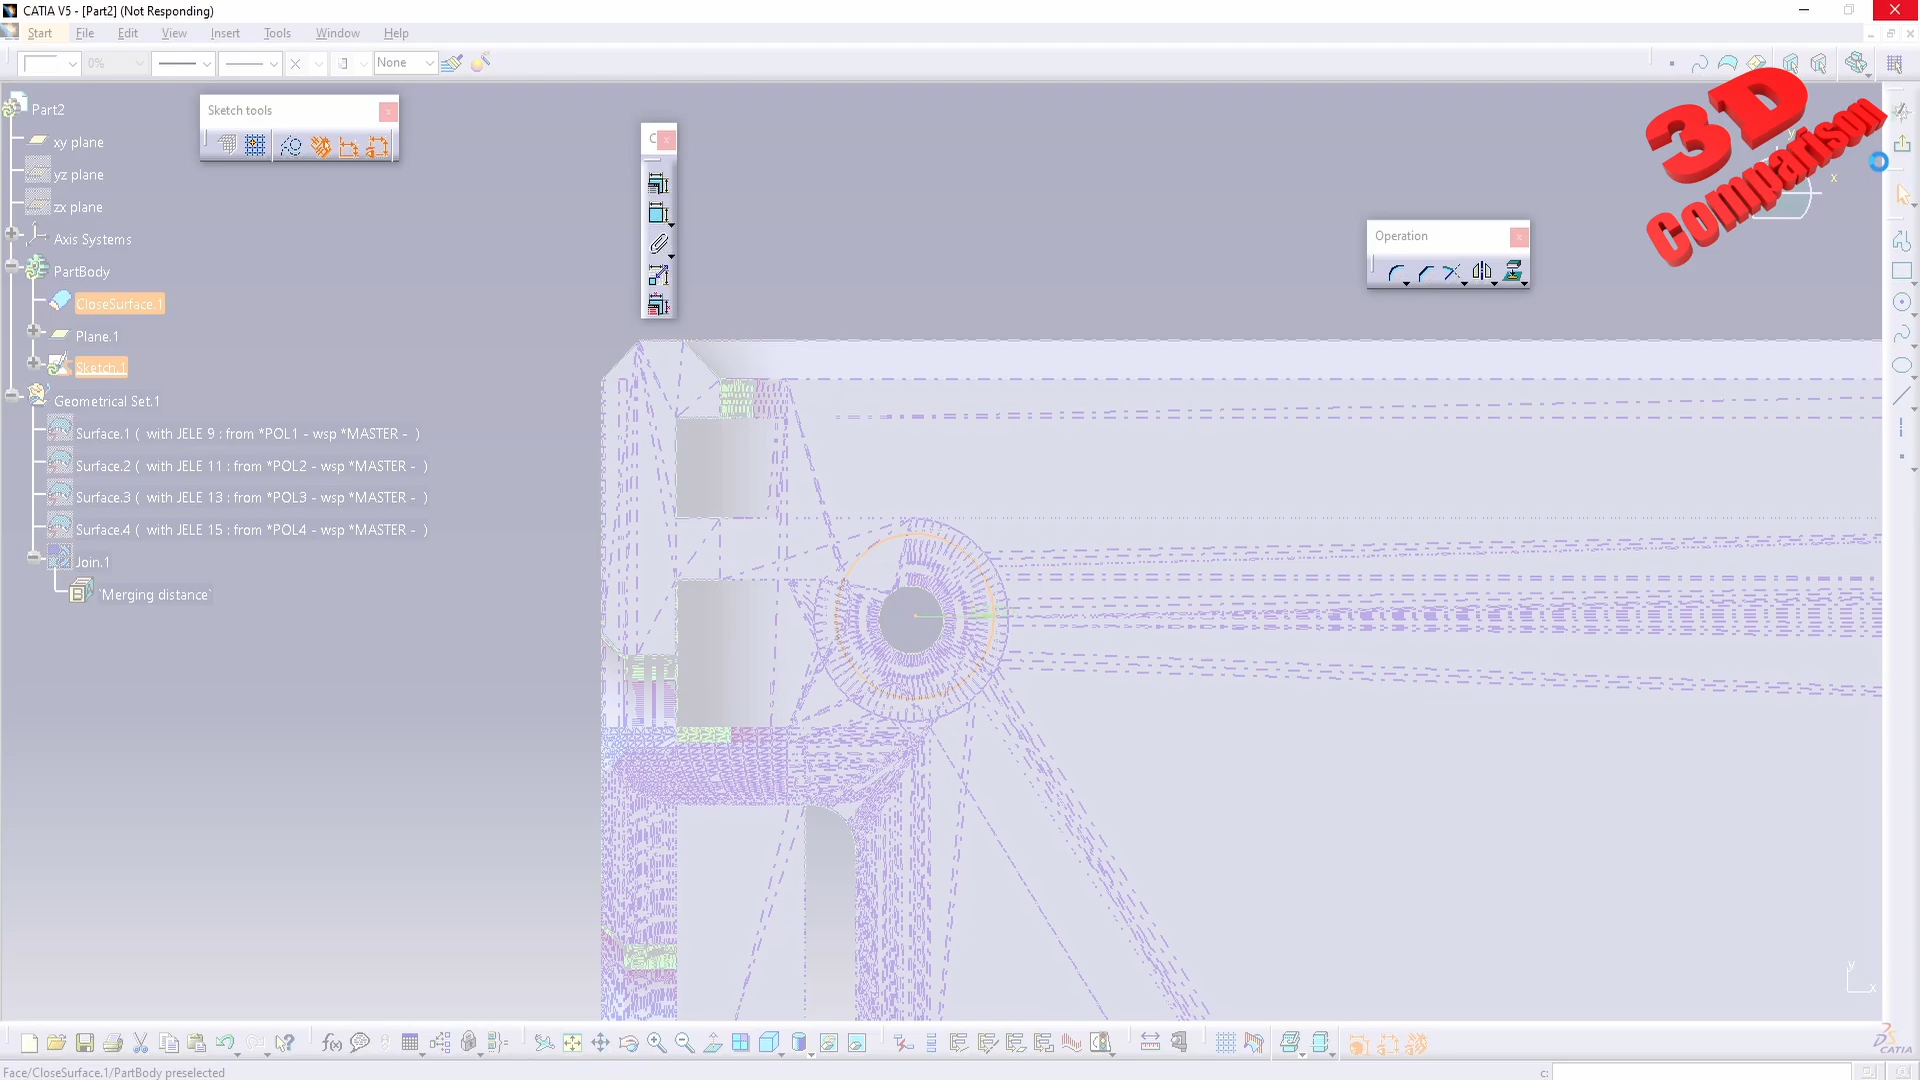 CATIA V5 - [Part2] (Not Responding)
Start File Edit View Insert Tools Window Help
0% None
Sketch tools
C
Operation
3D
Comparison
Part2
xy plane
yz plane
zx plane
Axis Systems
PartBody
CloseSurface.1
Plane.1
Sketch.1
Geometrical Set.1
Surface.1 ( with JELE 9 : from *POL1 - wsp *MASTER - )
Surface.2 ( with JELE 11 : from *POL2 - wsp *MASTER - )
Surface.3 ( with JELE 13 : from *POL3 - wsp *MASTER - )
Surface.4 ( with JELE 15 : from *POL4 - wsp *MASTER - )
Join.1
`Merging distance`
y
x
y
x
CATIA
Face/CloseSurface.1/PartBody preselected
c: